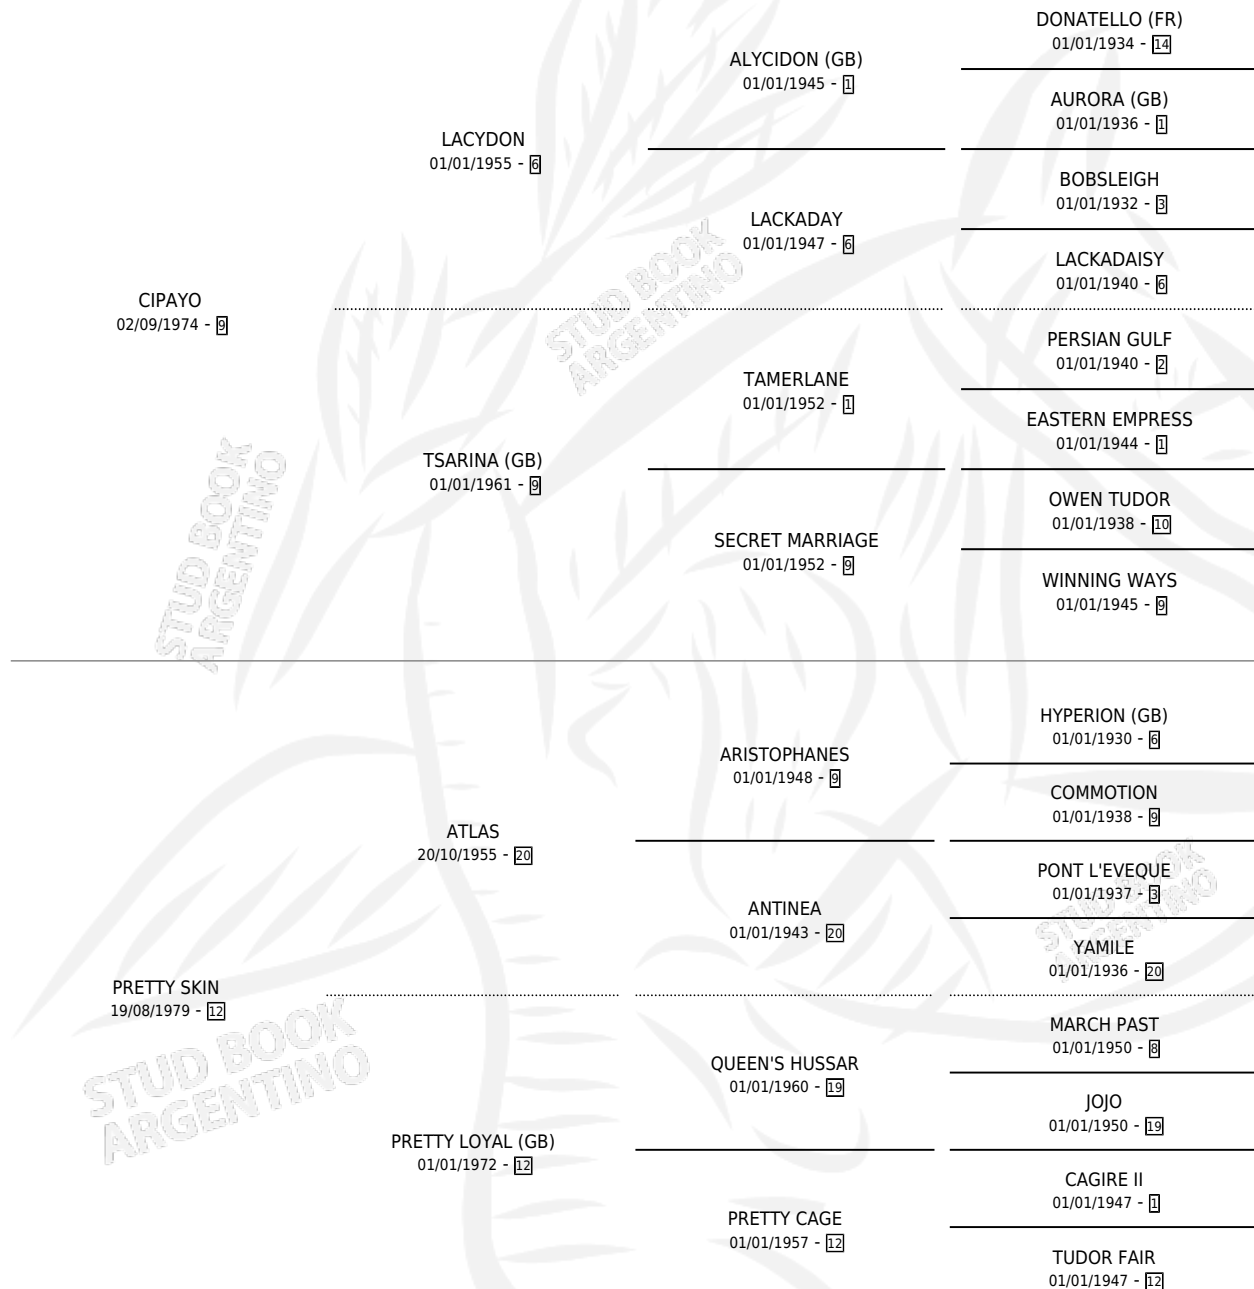 DONATELLO (FR)
01/01/1934 - 14
ALYCIDON (GB)
01/01/1945 - 1
AURORA (GB)
01/01/1936 - 1
LACYDON
01/01/1955 - 6
BOBSLEIGH
01/01/1932 - 3
LACKADAY
01/01/1947 - 6
LACKADAISY
01/01/1940 - 6
CIPAYO
02/09/1974 - 9
PERSIAN GULF
01/01/1940 - 2
TAMERLANE
01/01/1952 - 1
EASTERN EMPRESS
01/01/1944 - 1
TSARINA (GB)
01/01/1961 - 9
OWEN TUDOR
01/01/1938 - 10
SECRET MARRIAGE
01/01/1952 - 9
WINNING WAYS
01/01/1945 - 9
HYPERION (GB)
01/01/1930 - 6
ARISTOPHANES
01/01/1948 - 9
COMMOTION
01/01/1938 - 9
ATLAS
20/10/1955 - 20
PONT L'EVEQUE
01/01/1937 - 3
ANTINEA
01/01/1943 - 20
YAMILE
01/01/1936 - 20
PRETTY SKIN
19/08/1979 - 12
MARCH PAST
01/01/1950 - 8
QUEEN'S HUSSAR
01/01/1960 - 19
JOJO
01/01/1950 - 19
PRETTY LOYAL (GB)
01/01/1972 - 12
CAGIRE II
01/01/1947 - 1
PRETTY CAGE
01/01/1957 - 12
TUDOR FAIR
01/01/1947 - 12
STUD BOOK
ARGENTINO
STUD BOOK
ARGENTINO
STUD BOOK
ARGENTINO
STUD BOOK
ARGENTINO